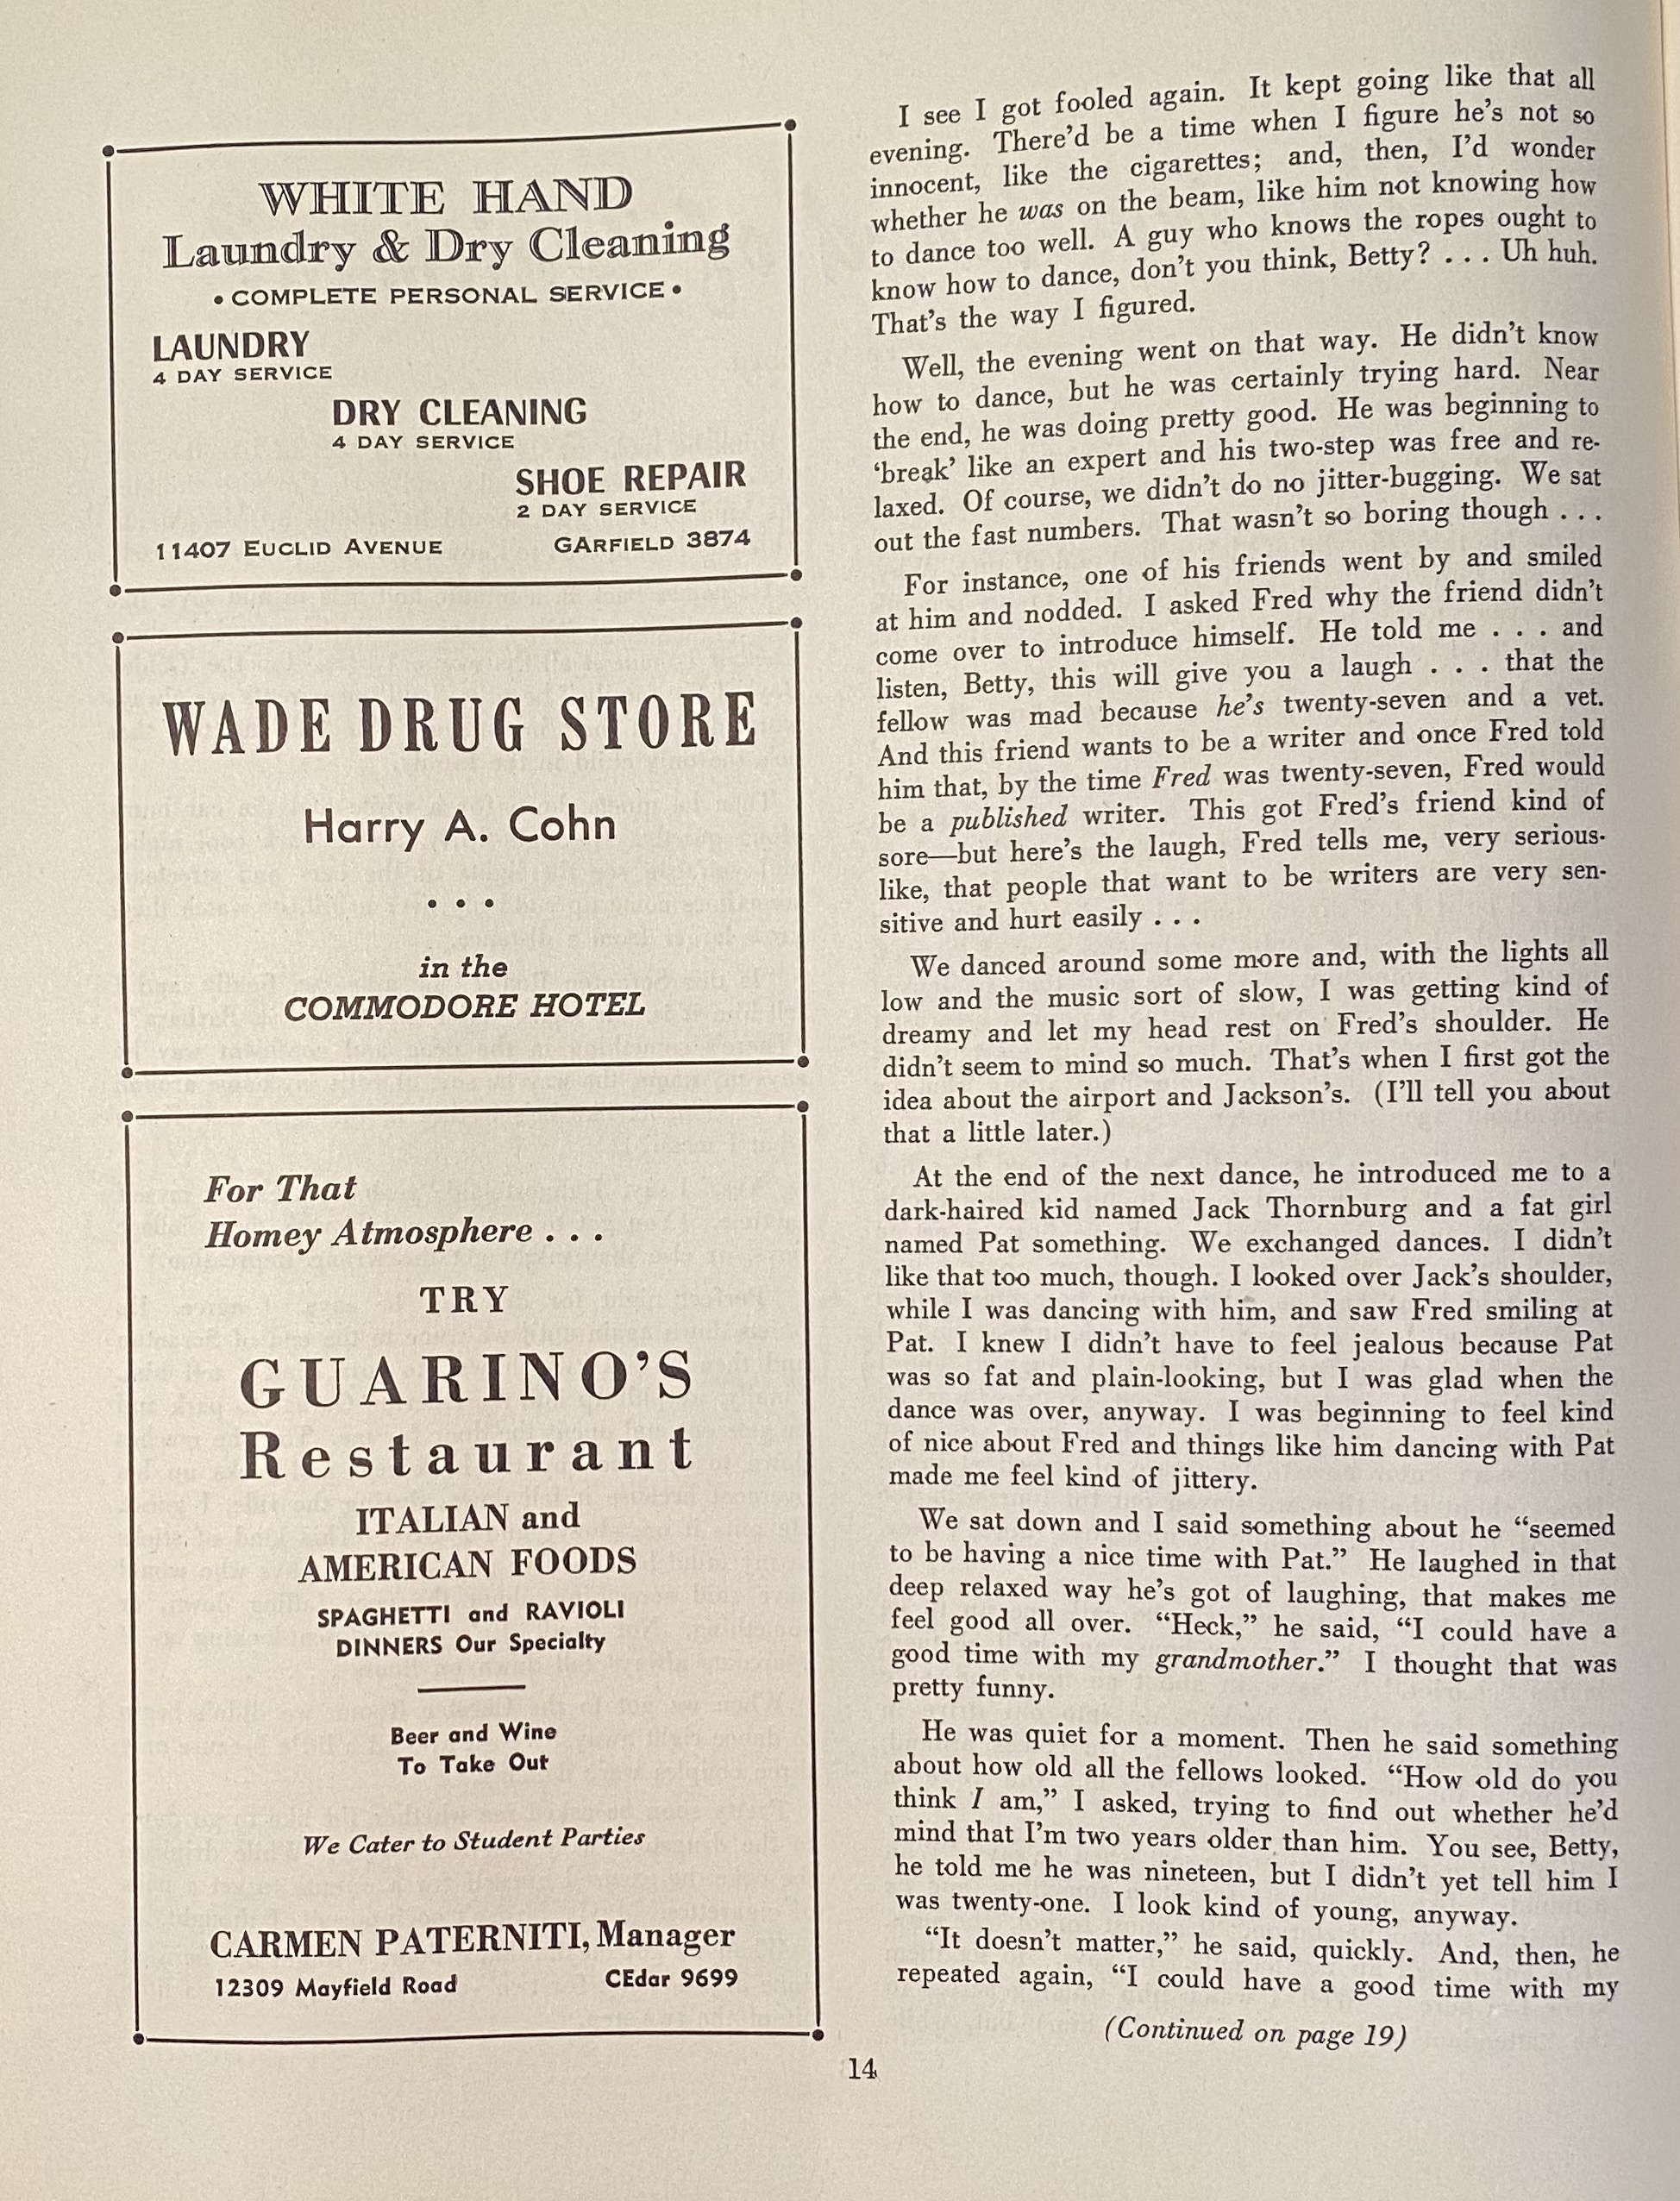 WHITE HAND
Laundry & Dry Cleaning
• COMPLETE PERSONAL SERVICE •
LAUNDRY
4 DAY SERVICE
DRY CLEANING
4 DAY SERVICE
SHOE REPAIR
2 DAY SERVICE
11407 EUCLID AVENUE GARFIELD 3874
WADE DRUG STORE
Harry A. Cohn
• • •
in the
COMMODORE HOTEL
For That
Homey Atmosphere . . .
TRY
GUARINO'S
Restaurant
ITALIAN and
AMERICAN FOODS
SPAGHETTI and RAVIOLI
DINNERS Our Specialty
Beer and Wine
To Take Out
We Cater to Student Parties
CARMEN PATERNITI, Manager
12309 Mayfield Road CEdar 9699
I see I got fooled again. It kept going like that all
evening. There'd be a time when I figure he's not so
innocent, like the cigarettes; and, then, I'd wonder
whether he was on the beam, like him not knowing how
to dance too well. A guy who knows the ropes ought to
know how to dance, don't you think, Betty? . . . Uh huh.
That's the way I figured.
Well, the evening went on that way. He didn't know
how to dance, but he was certainly trying hard. Near
the end, he was doing pretty good. He was beginning to
'break' like an expert and his two-step was free and re-
laxed. Of course, we didn't do no jitter-bugging. We sat
out the fast numbers. That wasn't so boring though . . .
For instance, one of his friends went by and smiled
at him and nodded. I asked Fred why the friend didn't
come over to introduce himself. He told me . . . and
listen, Betty, this will give you a laugh . . . that the
fellow was mad because he's twenty-seven and a vet.
And this friend wants to be a writer and once Fred told
him that, by the time Fred was twenty-seven, Fred would
be a published writer. This got Fred's friend kind of
sore—but here's the laugh, Fred tells me, very serious-
like, that people that want to be writers are very sen-
sitive and hurt easily . . .
We danced around some more and, with the lights all
low and the music sort of slow, I was getting kind of
dreamy and let my head rest on Fred's shoulder. He
didn't seem to mind so much. That's when I first got the
idea about the airport and Jackson's. (I'll tell you about
that a little later.)
At the end of the next dance, he introduced me to a
dark-haired kid named Jack Thornburg and a fat girl
named Pat something. We exchanged dances. I didn't
like that too much, though. I looked over Jack's shoulder,
while I was dancing with him, and saw Fred smiling at
Pat. I knew I didn't have to feel jealous because Pat
was so fat and plain-looking, but I was glad when the
dance was over, anyway. I was beginning to feel kind
of nice about Fred and things like him dancing with Pat
made me feel kind of jittery.
We sat down and I said something about he "seemed
to be having a nice time with Pat." He laughed in that
deep relaxed way he's got of laughing, that makes me
feel good all over. "Heck," he said, "I could have a
good time with my grandmother." I thought that was
pretty funny.
He was quiet for a moment. Then he said something
about how old all the fellows looked. "How old do you
think I am," I asked, trying to find out whether he'd
mind that I'm two years older than him. You see, Betty,
he told me he was nineteen, but I didn't yet tell him I
was twenty-one. I look kind of young, anyway.
"It doesn't matter," he said, quickly. And, then, he
repeated again, "I could have a good time with my
(Continued on page 19)
14